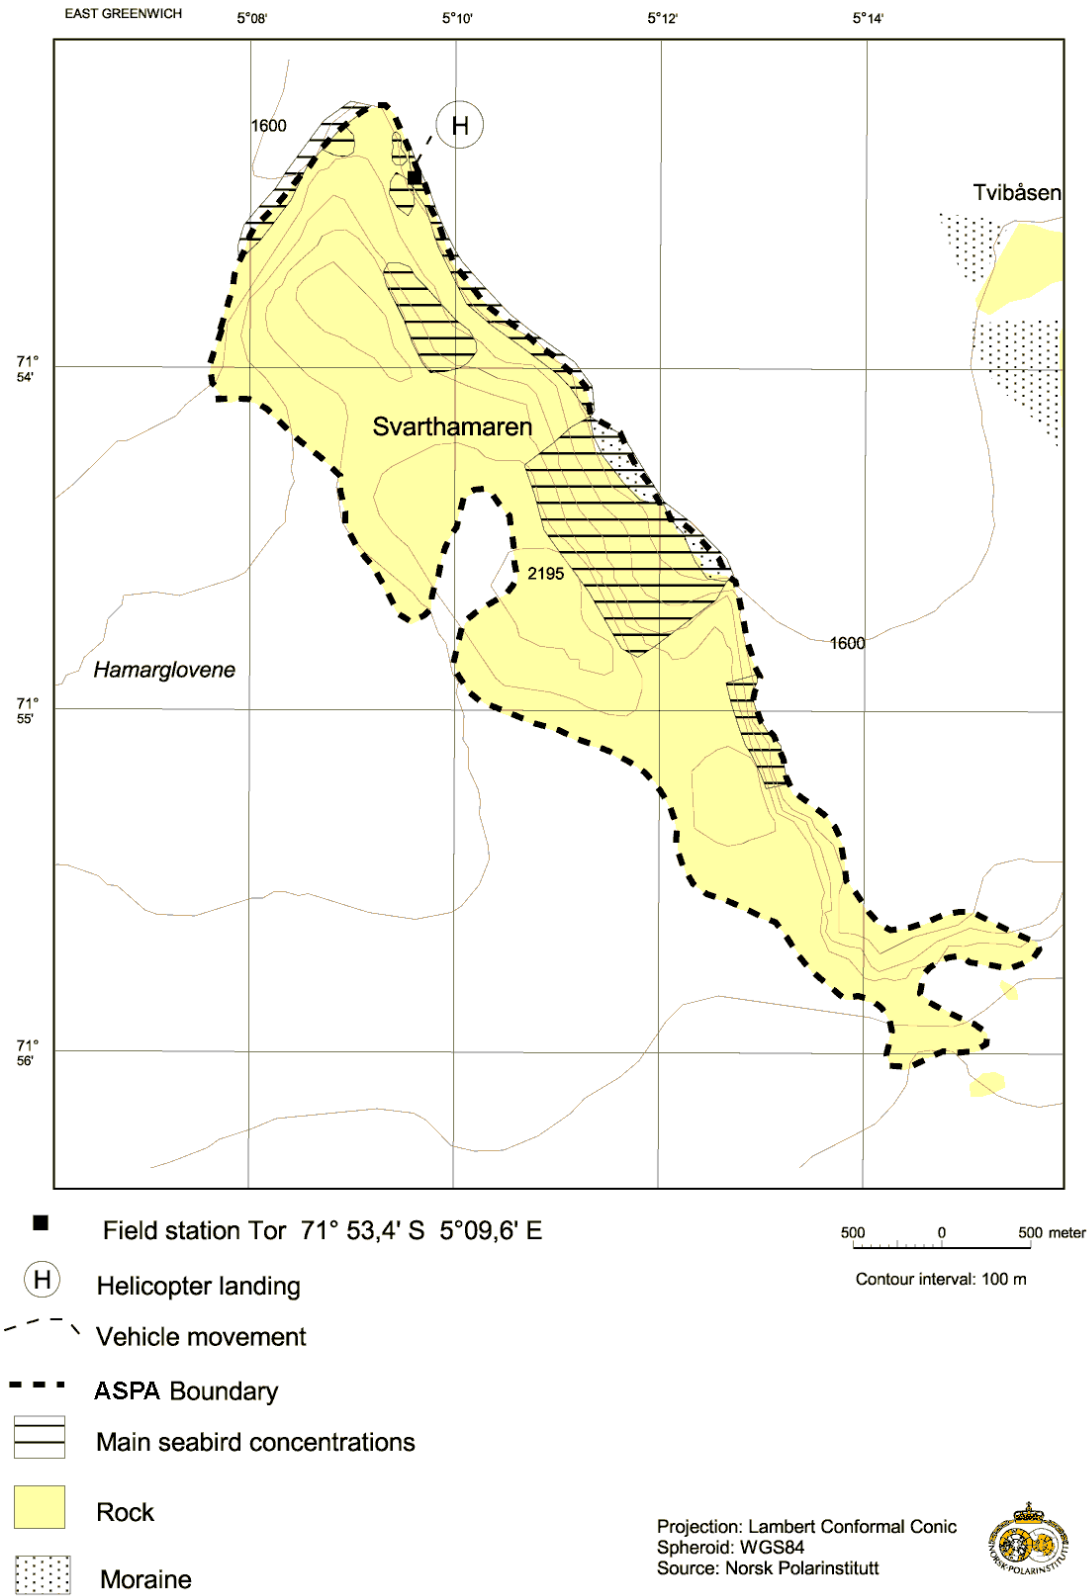 EAST GREENWICH
5°08' 5°10' 5°12' 5°14'
1600
H
Tvibåsen
71°
54'
Svarthamaren
2195
1600
Hamarglovene
71°
55'
71°
56'
Field station Tor 71° 53,4' S 5°09,6' E
500 0 500 meter
H Helicopter landing
Contour interval: 100 m
Vehicle movement
ASPA Boundary
Main seabird concentrations
Rock
Moraine
Projection: Lambert Conformal Conic
Spheroid: WGS84
Source: Norsk Polarinstitutt
NORSK·POLARINSTITUTT